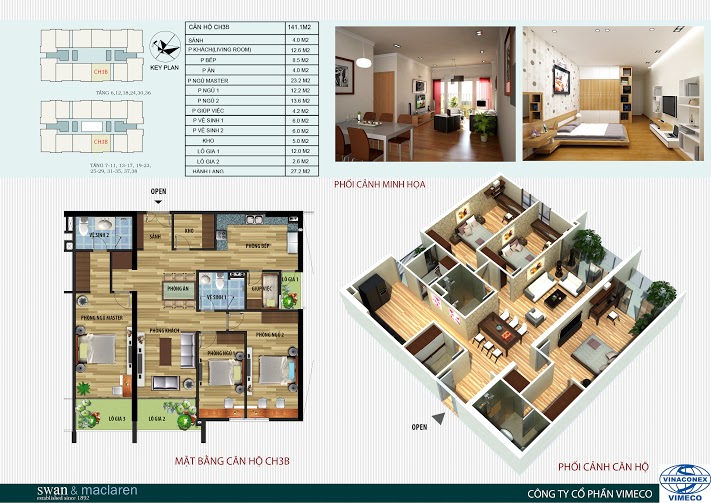 CH3B
TẦNG 6,12,18,24,30,36
KEY PLAN
CH3B
TẦNG 7-11, 13-17, 19-23,
25-29, 31-35, 37,38
CĂN HỘ CH3B 141.1M2
SẢNH 4.0 M2
P KHÁCH(LIVING ROOM) 12.6 M2
P BẾP 8.5 M2
P ĂN 4.0 M2
P NGỦ MASTER 23.2 M2
P NGỦ 1 12.2 M2
P NGỦ 2 13.6 M2
P GIÚP VIỆC 4.2 M2
P VỆ SINH 1 6.0 M2
P VỆ SINH 2 6.0 M2
KHO 5.0 M2
LÔ GIA 1 12.0 M2
LÔ GIA 2 2.6 M2
HÀNH LANG 27.2 M2
PHỐI CẢNH MINH HỌA
OPEN
VỆ SINH 2
SẢNH
KHO
PHÒNG BẾP
LÔ GIA 1
PHÒNG ĂN
VỆ SINH 1
GIÚP VIỆC
PHÒNG NGỦ MASTER
PHÒNG KHÁCH
PHÒNG NGỦ 1
PHÒNG NGỦ 2
LÔ GIA 3
LÔ GIA 2
MẶT BẰNG CĂN HỘ CH3B
OPEN
PHỐI CẢNH CĂN HỘ
swan & maclaren
established since 1892
CÔNG TY CỔ PHẦN VIMECO
VINACONEX
VIMECO